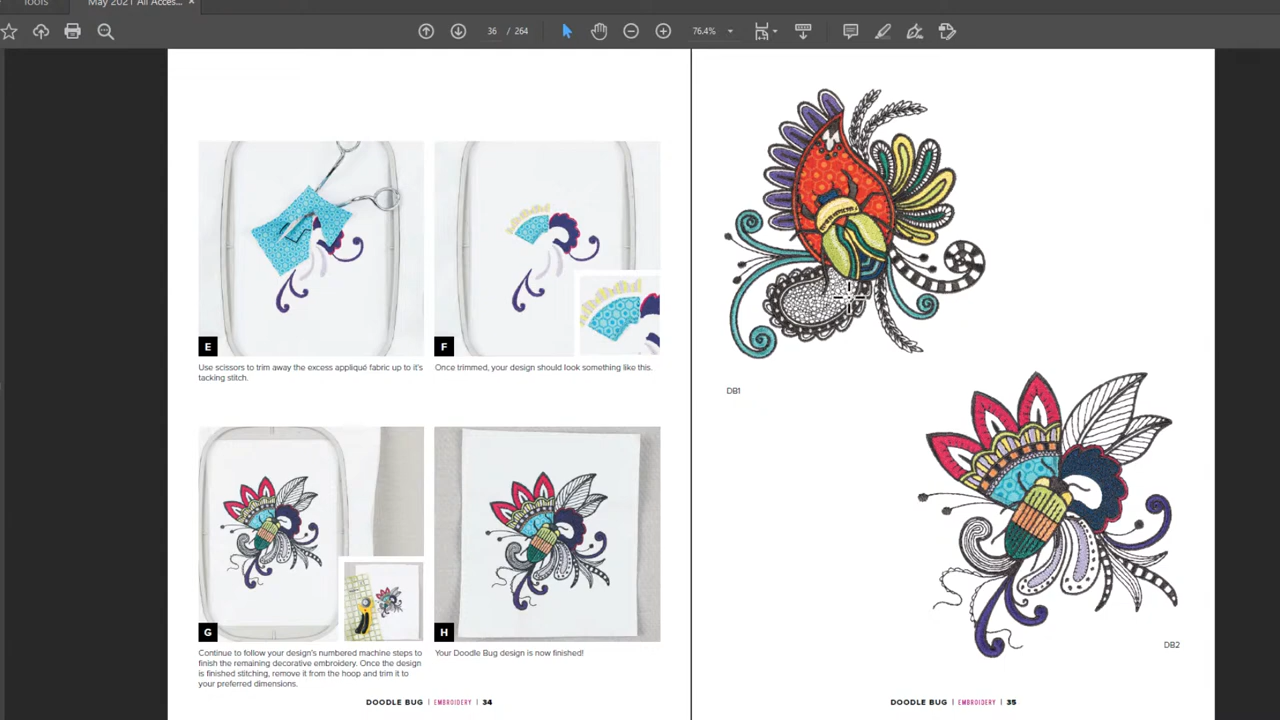 Tools
May 2021 All Acces...
×
36 / 264
76.4%
E
Use scissors to trim away the excess appliqué fabric up to it's
tacking stitch.
F
Once trimmed, your design should look something like this.
G
Continue to follow your design's numbered machine steps to
finish the remaining decorative embroidery. Once the design
is finished stitching, remove it from the hoop and trim it to
your preferred dimensions.
H
Your Doodle Bug design is now finished!
DOODLE BUG | EMBROIDERY | 34
DB1
DB2
DOODLE BUG | EMBROIDERY | 35